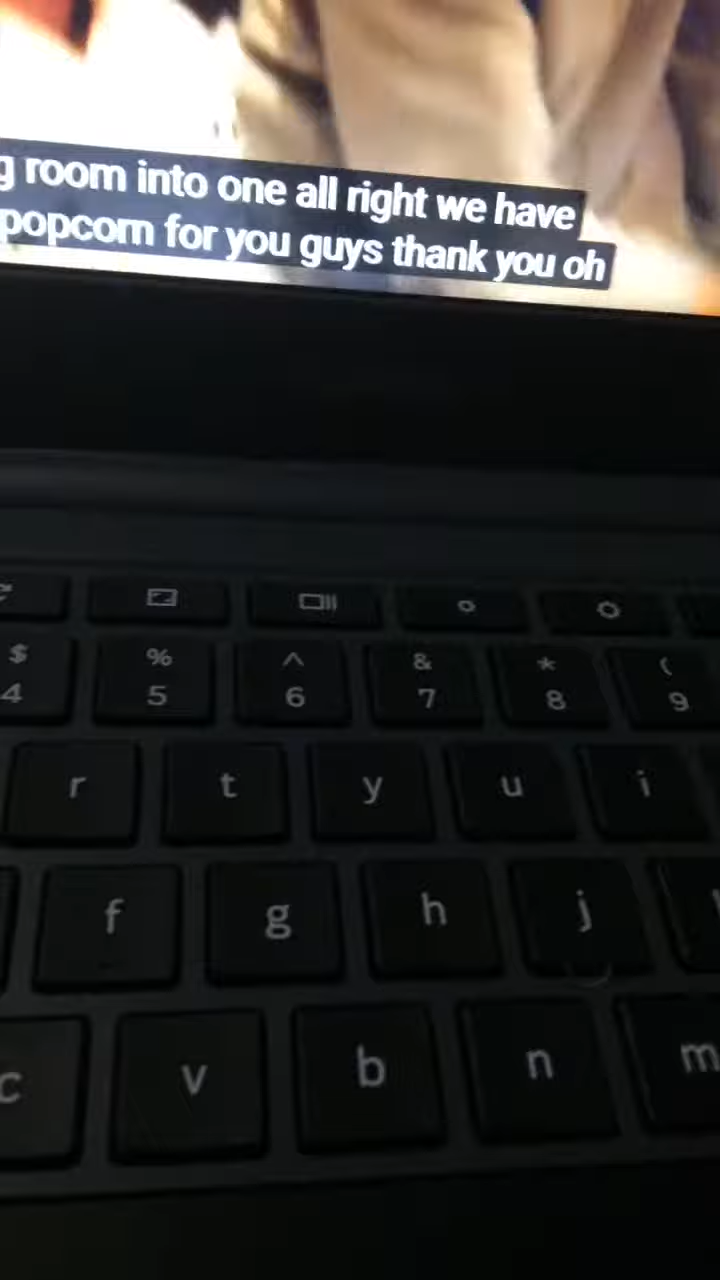 g room into one all right we have
popcorn for you guys thank you oh
$ % ^ & * (
4 5 6 7 8 9
r t y u i
f g h j
c v b n m